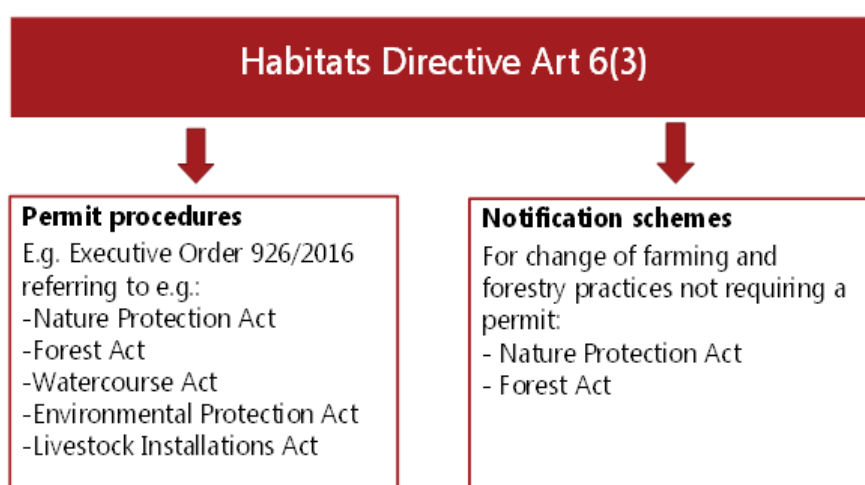 Habitats Directive Art 6(3)
Permit procedures
E.g. Executive Order 926/2016
referring to e.g.:
-Nature Protection Act
-Forest Act
-Watercourse Act
-Environmental Protection Act
-Livestock Installations Act
Notification schemes
For change of farming and
forestry practices not requiring a
permit:
- Nature Protection Act
- Forest Act